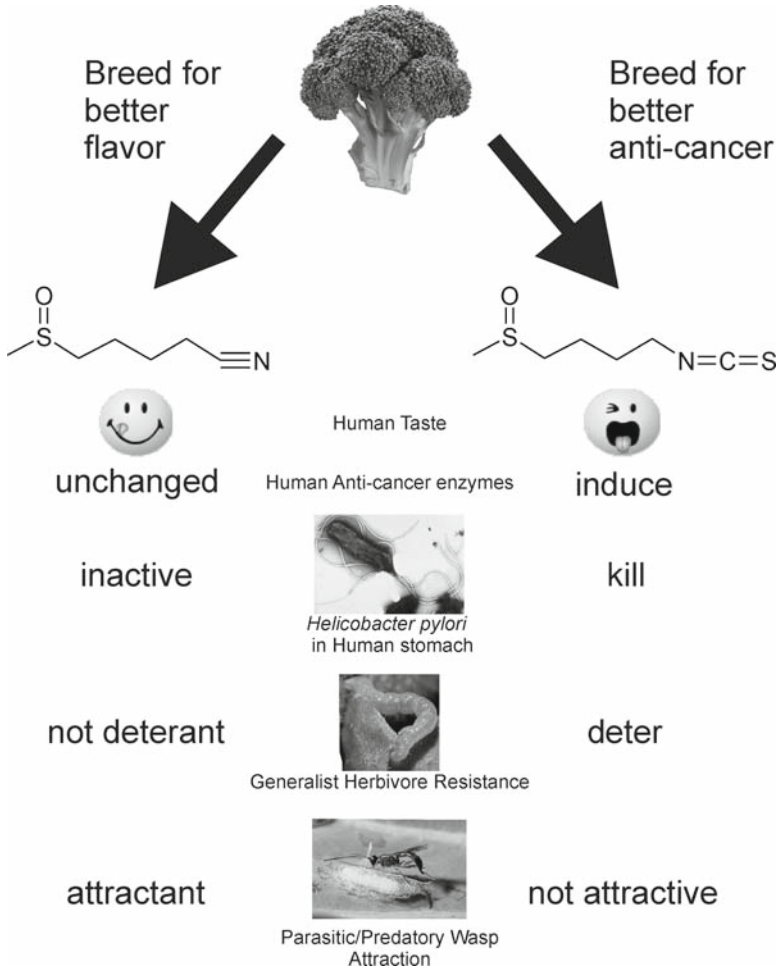 Breed for
better
flavor
Breed for
better
anti-cancer
O
S
N
O
S
N=C=S
Human Taste
unchanged
Human Anti-cancer enzymes
induce
inactive
kill
Helicobacter pylori
in Human stomach
not deterant
deter
Generalist Herbivore Resistance
attractant
not attractive
Parasitic/Predatory Wasp
Attraction